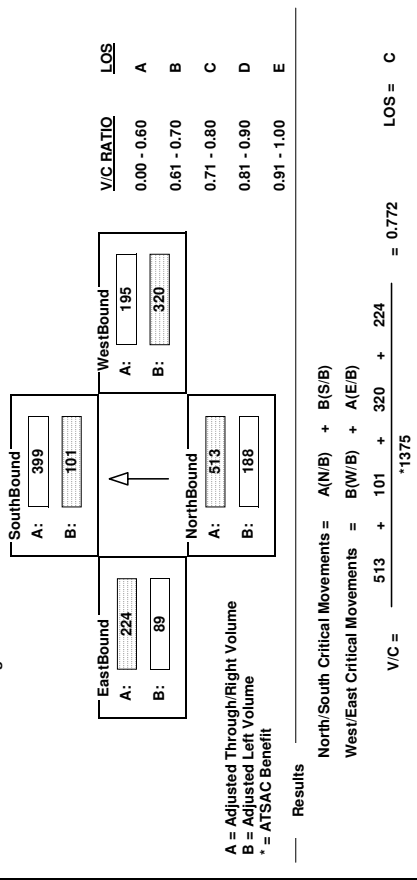 SouthBound
A: 399
B: 101
EastBound
A: 224
B: 89
WestBound
A: 195
B: 320
NorthBound
A: 513
B: 188
V/C RATIO LOS
0.00 - 0.60 A
0.61 - 0.70 B
0.71 - 0.80 C
0.81 - 0.90 D
0.91 - 1.00 E
A = Adjusted Through/Right Volume
B = Adjusted Left Volume
* = ATSAC Benefit
Results
North/South Critical Movements = A(N/B) + B(S/B)
West/East Critical Movements = B(W/B) + A(E/B)
V/C = 513 + 101 + 320 + 224 = 0.772 LOS = C
*1375